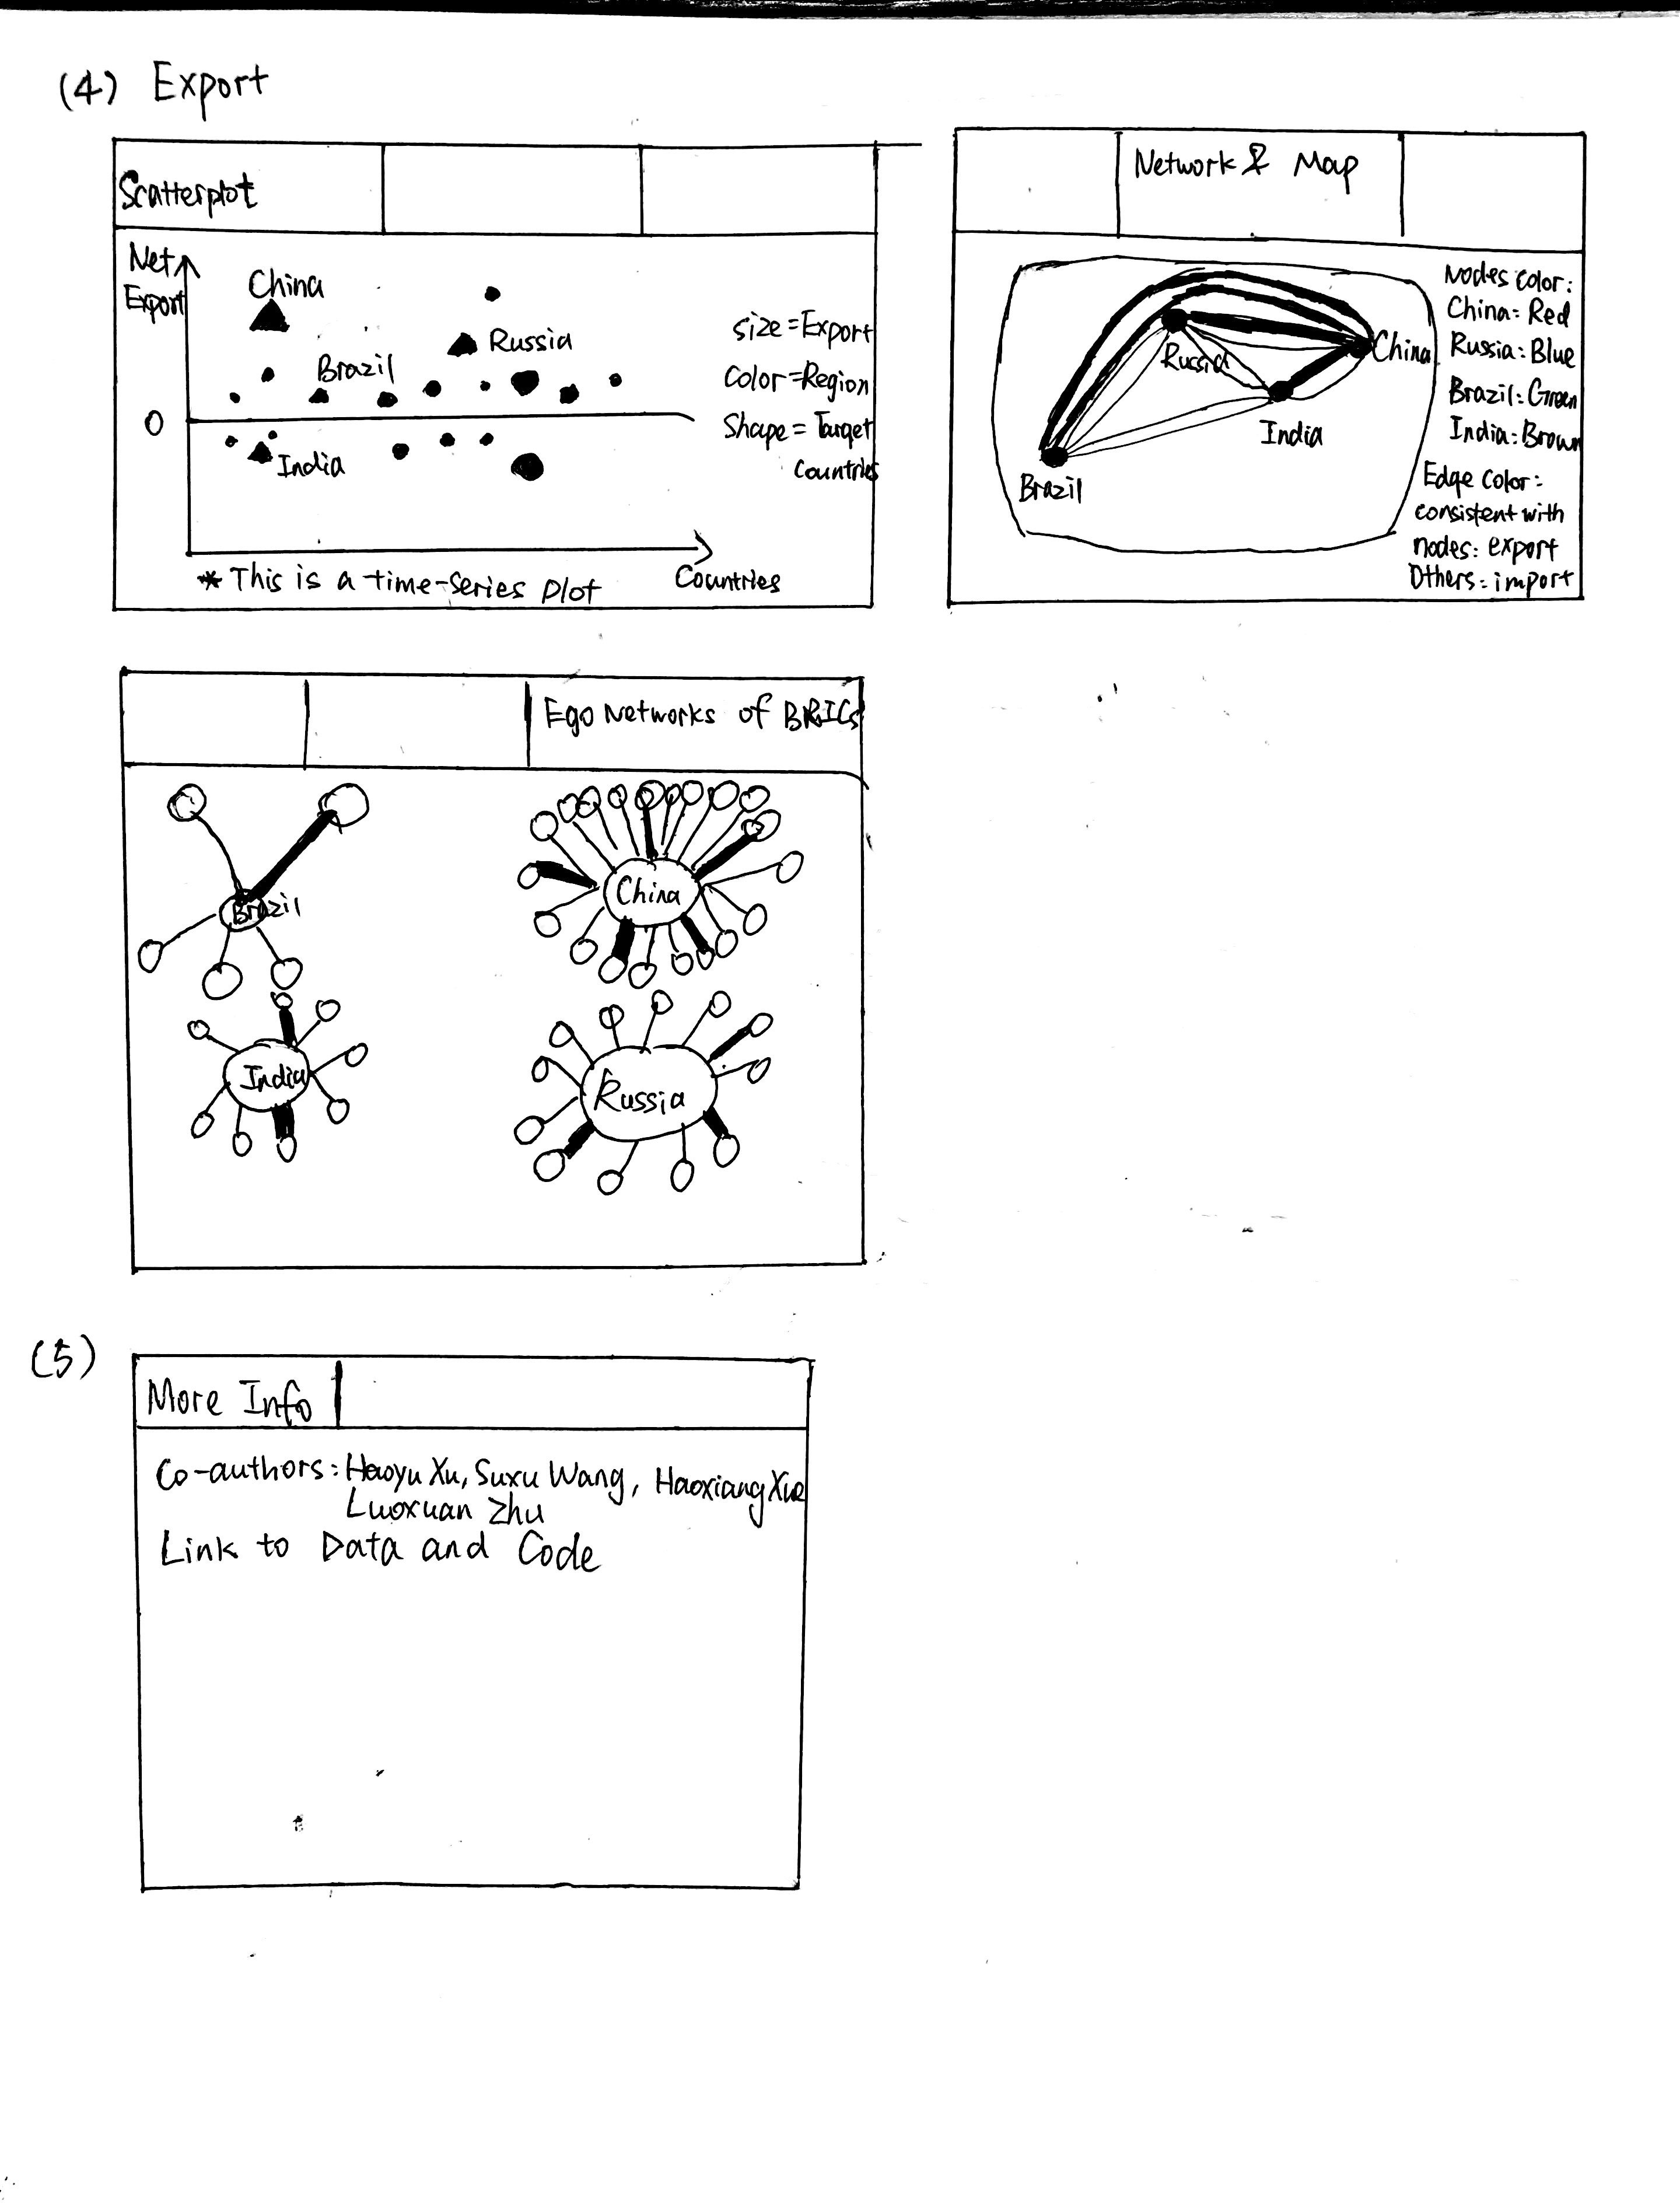 (4) Export
Scatterplot
Net
Export
China
Russia
Brazil
0
India
size=Export
Color=Region
Shape=Target
Countries
Countries
* This is a time-series plot
Network & Map
Russia
China
India
Brazil
Nodes color:
China: Red
Russia: Blue
Brazil: Green
India: Brown
Edge color:
consistent with
nodes: export
Others: import
Ego Networks of BRICs
Brazil
China
India
Russia
(5)
More Info
Co-authors: Haoyu Xu, Suxu Wang, Haoxiang Xue
Luoxuan Zhu
Link to Data and Code